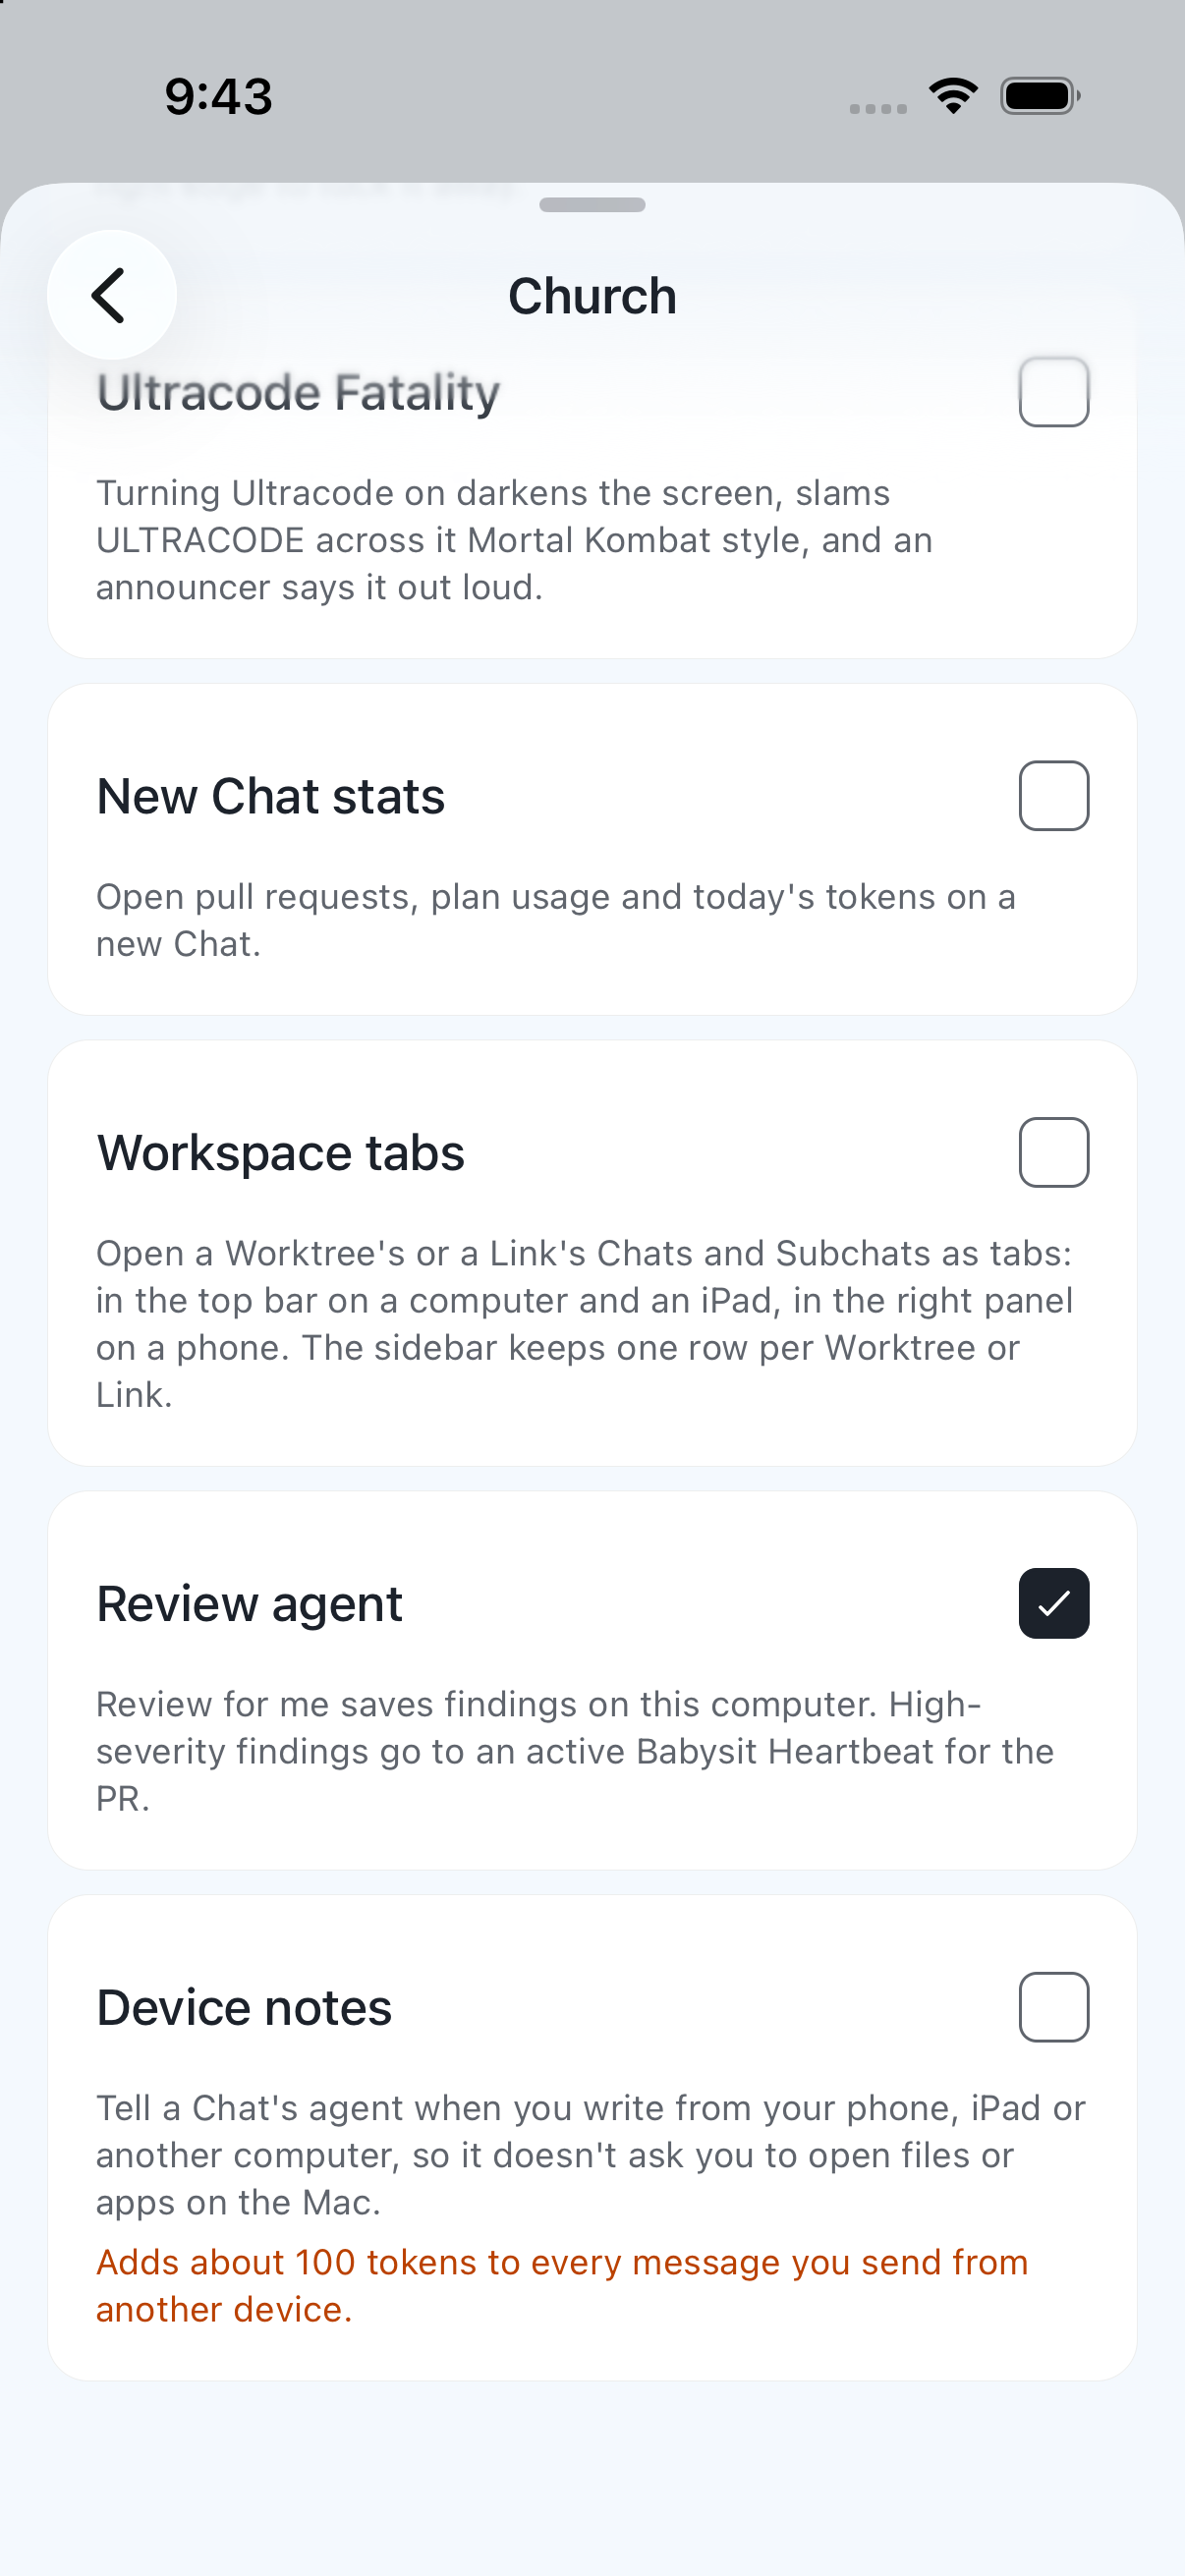 9:43
Church
Ultracode Fatality
Turning Ultracode on darkens the screen, slams
ULTRACODE across it Mortal Kombat style, and an
announcer says it out loud.
New Chat stats
Open pull requests, plan usage and today's tokens on a
new Chat.
Workspace tabs
Open a Worktree's or a Link's Chats and Subchats as tabs:
in the top bar on a computer and an iPad, in the right panel
on a phone. The sidebar keeps one row per Worktree or
Link.
Review agent
Review for me saves findings on this computer. High-
severity findings go to an active Babysit Heartbeat for the
PR.
Device notes
Tell a Chat's agent when you write from your phone, iPad or
another computer, so it doesn't ask you to open files or
apps on the Mac.
Adds about 100 tokens to every message you send from
another device.